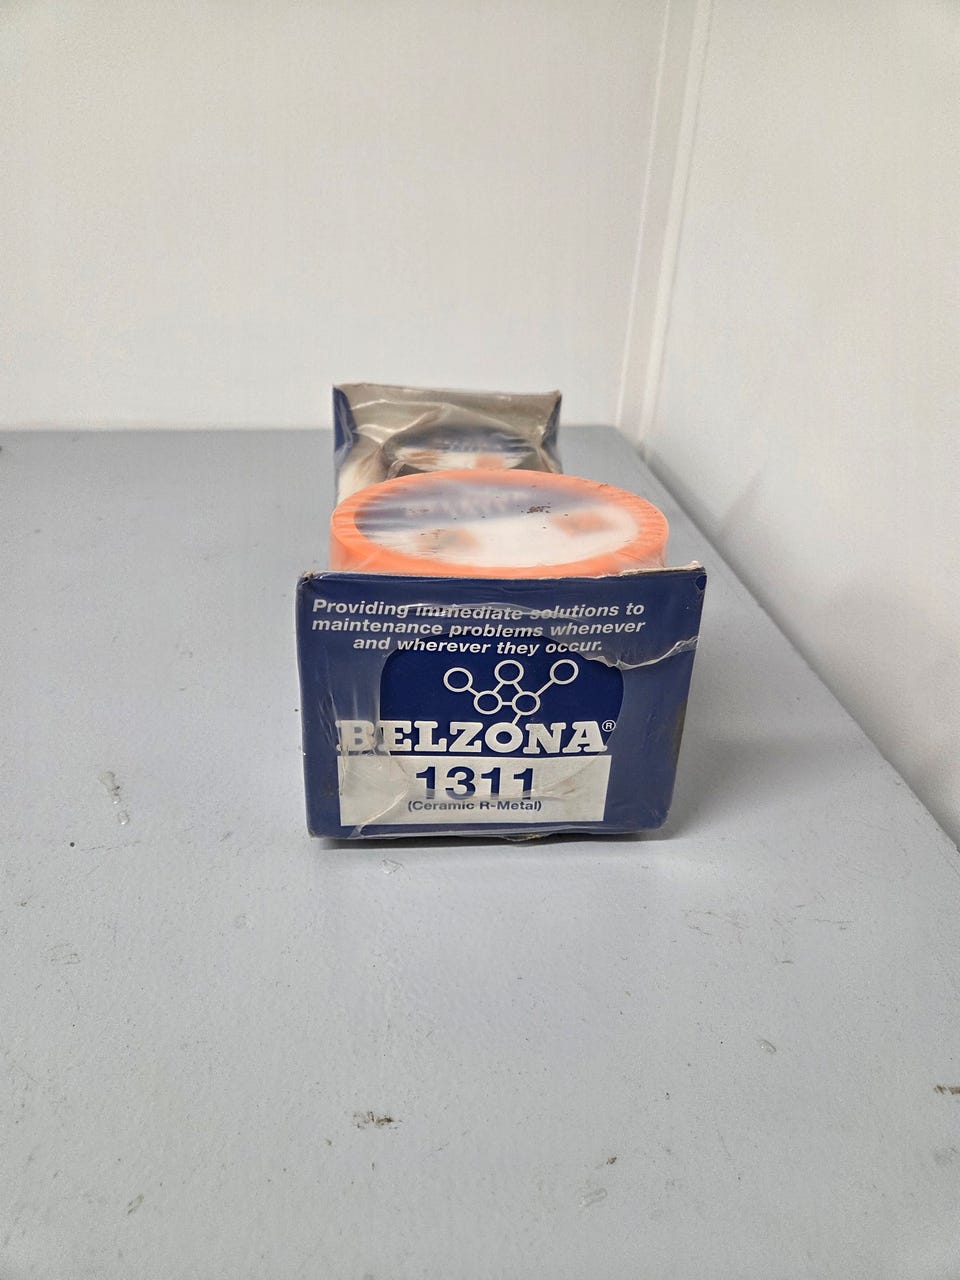 Providing immediate solutions to
maintenance problems whenever
and wherever they occur.
BELZONA®
1311
(Ceramic R-Metal)